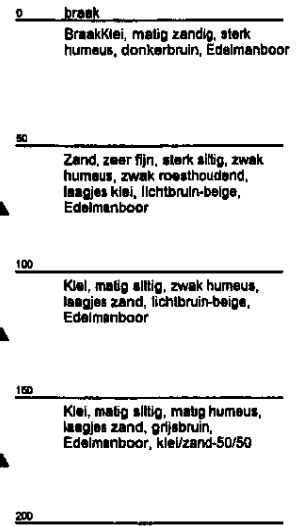 0 braak
BraakKlei, matig zandig, sterk
humeus, donkerbruin, Edelmanboor
50
Zand, zeer fijn, sterk siltig, zwak
humeus, zwak roesthoudend,
laagjes klei, lichtbruin-beige,
Edelmanboor
100
Klei, matig siltig, zwak humeus,
laagjes zand, lichtbruin-beige,
Edelmanboor
150
Klei, matig siltig, matig humeus,
laagjes zand, grijsbruin,
Edelmanboor, klei/zand-50/50
200